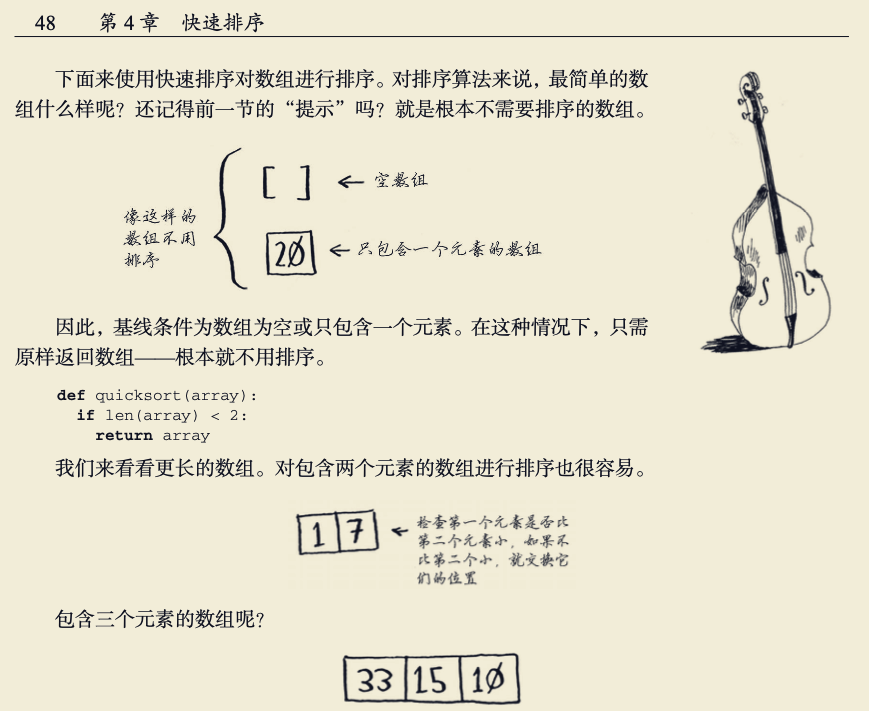 48 第 4 章 快速排序
下面来使用快速排序对数组进行排序。对排序算法来说，最简单的数
组什么样呢？还记得前一节的“提示”吗？就是根本不需要排序的数组。
[ ] ← 空数组
像这样的
数组不用
排序
20 ← 只包含一个元素的数组
因此，基线条件为数组为空或只包含一个元素。在这种情况下，只需
原样返回数组——根本就不用排序。
def quicksort(array):
if len(array) < 2:
return array
我们来看看更长的数组。对包含两个元素的数组进行排序也很容易。
1 7 ← 检查第一个元素是否比
第二个元素小，如果不
比第二个小，就交换它
们的位置
包含三个元素的数组呢？
33 15 10